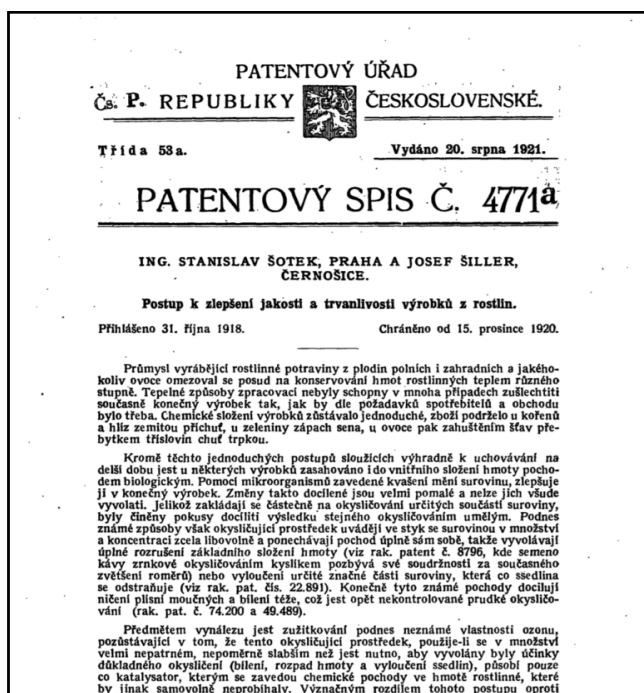 PATENTOVÝ ÚŘAD
Čs. P. REPUBLIKY ČESKOSLOVENSKÉ.
Třída 53a.
Vydáno 20. srpna 1921.
PATENTOVÝ SPIS Č. 4771a
ING. STANISLAV ŠOTEK, PRAHA A JOSEF ŠILLER,
ČERNOŠICE.
Postup k zlepšení jakosti a trvanlivosti výrobků z rostlin.
Přihlášeno 31. října 1918.
Chráněno od 15. prosince 1920.
Průmysl vyrábějící rostlinné potraviny z plodin polních i zahradních a jakého-
koliv ovoce omezoval se posud na konservování hmot rostlinných teplem různého
stupně. Tepelné způsoby zpracovací nebyly schopny v mnoha případech zušlechtiti
současně konečný výrobek tak, jak by dle požadavků spotřebitelů a obchodu
bylo třeba. Chemické složení výrobků zůstávalo jednoduché, zboží podrželo u kořenů
a hlíz zemitou příchuť, u zeleniny zápach sena, u ovoce pak zahuštěním šťav pře-
bytkem tříslovin chuť trpkou.
Kromě těchto jednoduchých postupů sloužících výhradně k uchovávání na
delší dobu jest u některých výrobků zasahováno i do vnitřního složení hmoty pocho-
dem biologickým. Pomocí mikroorganismů zavedené kvašení mění surovinu, zlepšuje
ji v konečný výrobek. Změny takto docílené jsou velmi pomalé a nelze jich všude
vyvolati. Jelikož zakládají se částečně na okysličování určitých součástí suroviny,
byly činěny pokusy docíliti výsledku stejného okysličováním umělým. Podnes
známé způsoby však okysličující prostředek uvádějí ve styk se surovinou v množství
a koncentraci zcela libovolně a ponechávají pochod úplně sám sobě, takže vyvolávají
úplné rozrušení základního složení hmoty (viz rak. patent č. 8796, kde semeno
kávy zrnkové okysličováním kyslíkem pozbývá své soudržnosti za současného
zvětšení roměrů) nebo vyloučení určité značné části suroviny, která co ssedlina
se odstraňuje (viz rak. pat. čís. 22.891). Konečně tyto známé pochody docilují
ničení plísní moučných a bílení téže, což jest opět nekontrolované prudké okysličo-
vání (rak. pat. č. 74.200 a 49.489).
Předmětem vynálezu jest zužitkování podnes neznámé vlastnosti ozonu,
pozůstávající v tom, že tento okysličující prostředek, použije-li se v množství
velmi nepatrném, nepoměrně slabším než jest nutno, aby vyvolány byly účinky
důkladného okysličení (bílení, rozpad hmoty a vyloučení ssedlin), působí pouze
co katalysator, kterým se zavedou chemické pochody ve hmotě rostlinné, které
by jinak samovolně neprobíhaly. Význačným rozdílem tohoto postupu oproti